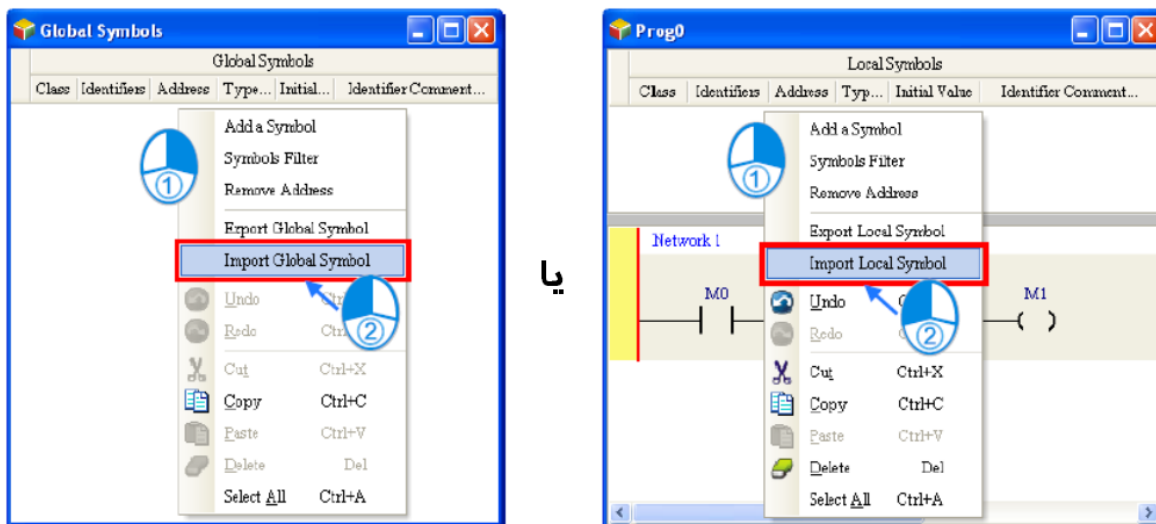 Global Symbols
Global Symbols
Class Identifiers Address Type... Initial... Identifier Comment...
Add a Symbol
Symbols Filter
Remove Address
Export Global Symbol
Import Global Symbol
Undo
Redo
Cut Ctrl+X
Copy Ctrl+C
Paste Ctrl+V
Delete Del
Select All Ctrl+A
1
2
یا
Prog0
Local Symbols
Class Identifiers Address Typ... Initial Value Identifier Comment...
Add a Symbol
Symbols Filter
Remove Address
Export Local Symbol
Import Local Symbol
Undo
Redo
Cut Ctrl+X
Copy Ctrl+C
Paste Ctrl+V
Delete Del
Select All Ctrl+A
1
2
Network 1
M0
M1